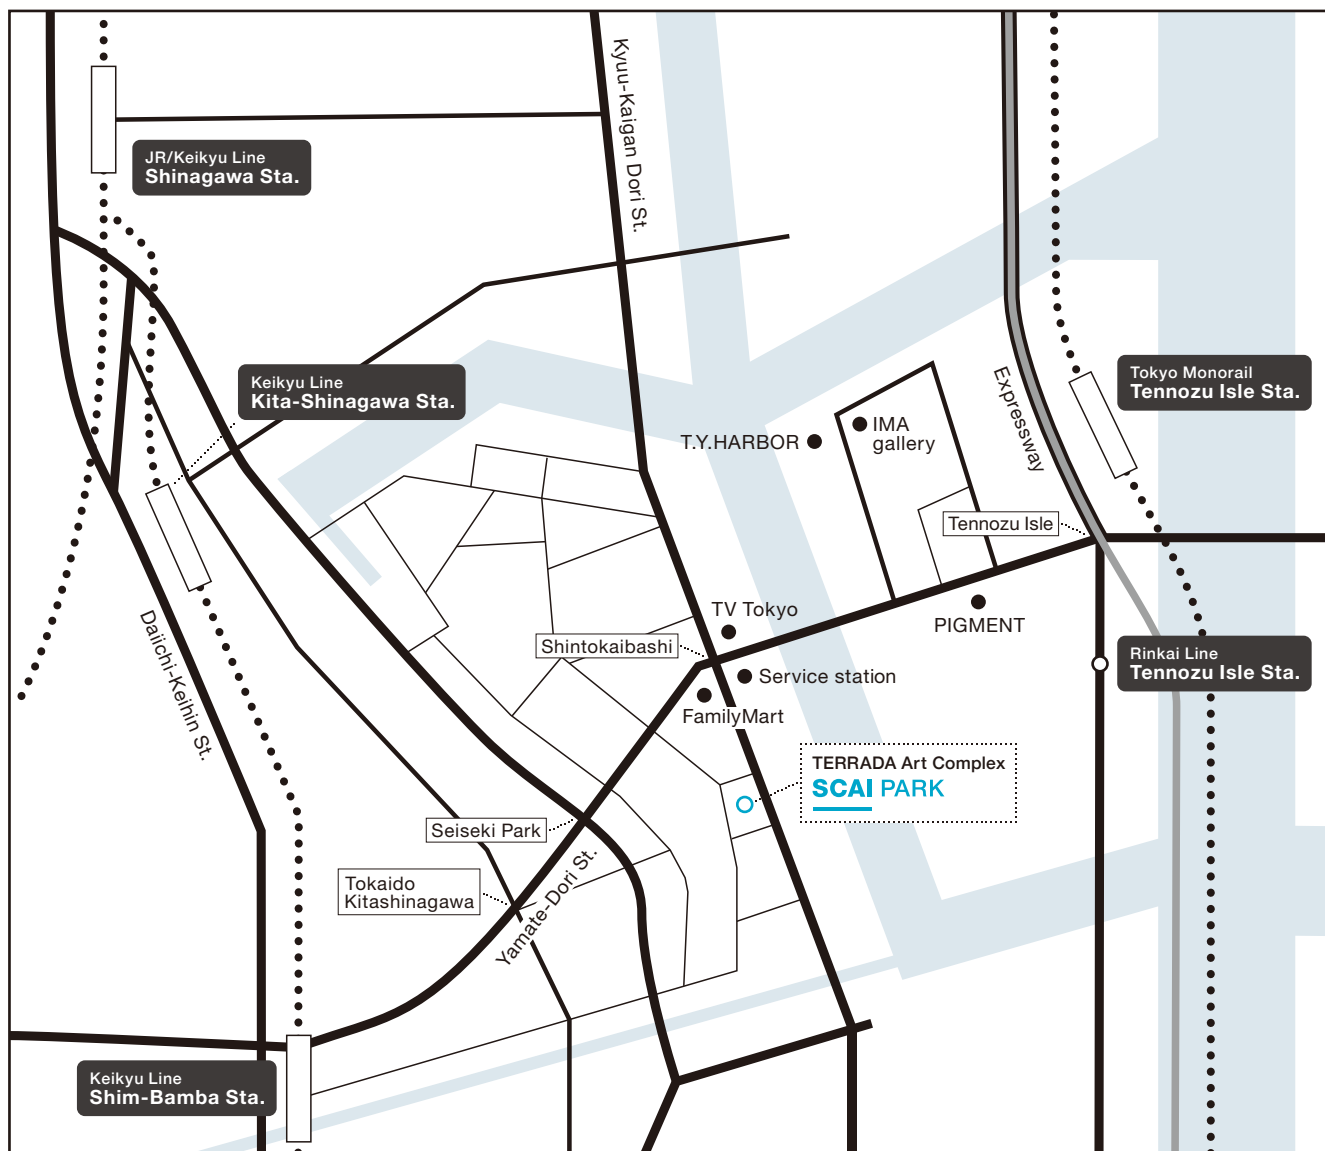 Kyuu-Kaigan Dori St.
JR/Keikyu Line
Shinagawa Sta.
Keikyu Line
Kita-Shinagawa Sta.
Tokyo Monorail
Tennozu Isle Sta.
Expressway
IMA
gallery
T.Y.HARBOR
Tennozu Isle
TV Tokyo
PIGMENT
Shintokaibashi
Rinkai Line
Tennozu Isle Sta.
Service station
FamilyMart
Daiichi-Keihin St.
TERRADA Art Complex
SCAI PARK
Seiseki Park
Tokaido
Kitashinagawa
Yamate-Dori St.
Keikyu Line
Shim-Bamba Sta.